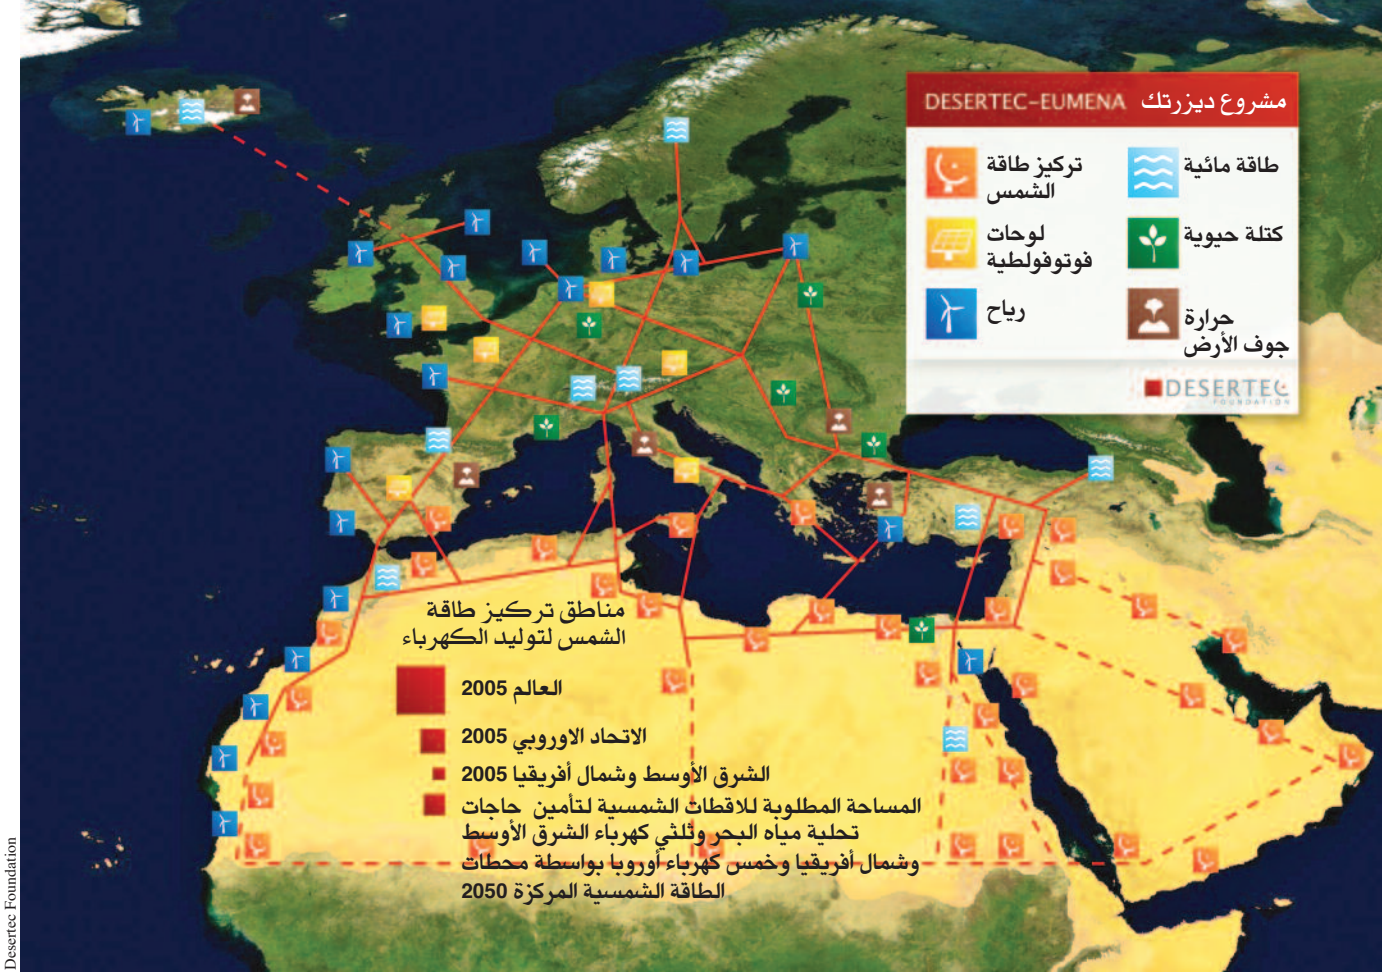 مشروع ديزرتك DESERTEC-EUMENA
طاقة مائية
تركيز طاقة
الشمس
كتلة حيوية
لوحات
فوتوفولطية
حرارة
جوف الأرض
رياح
DESERTEC
FOUNDATION
مناطق تركيز طاقة
الشمس لتوليد الكهرباء
العالم 2005
الاتحاد الاوروبي 2005
الشرق الأوسط وشمال أفريقيا 2005
المساحة المطلوبة للاقطات الشمسية لتأمين حاجات
تحلية مياه البحر وثلثي كهرباء الشرق الأوسط
وشمال أفريقيا وخمس كهرباء أوروبا بواسطة محطات
الطاقة الشمسية المركزة 2050
Desertec Foundation